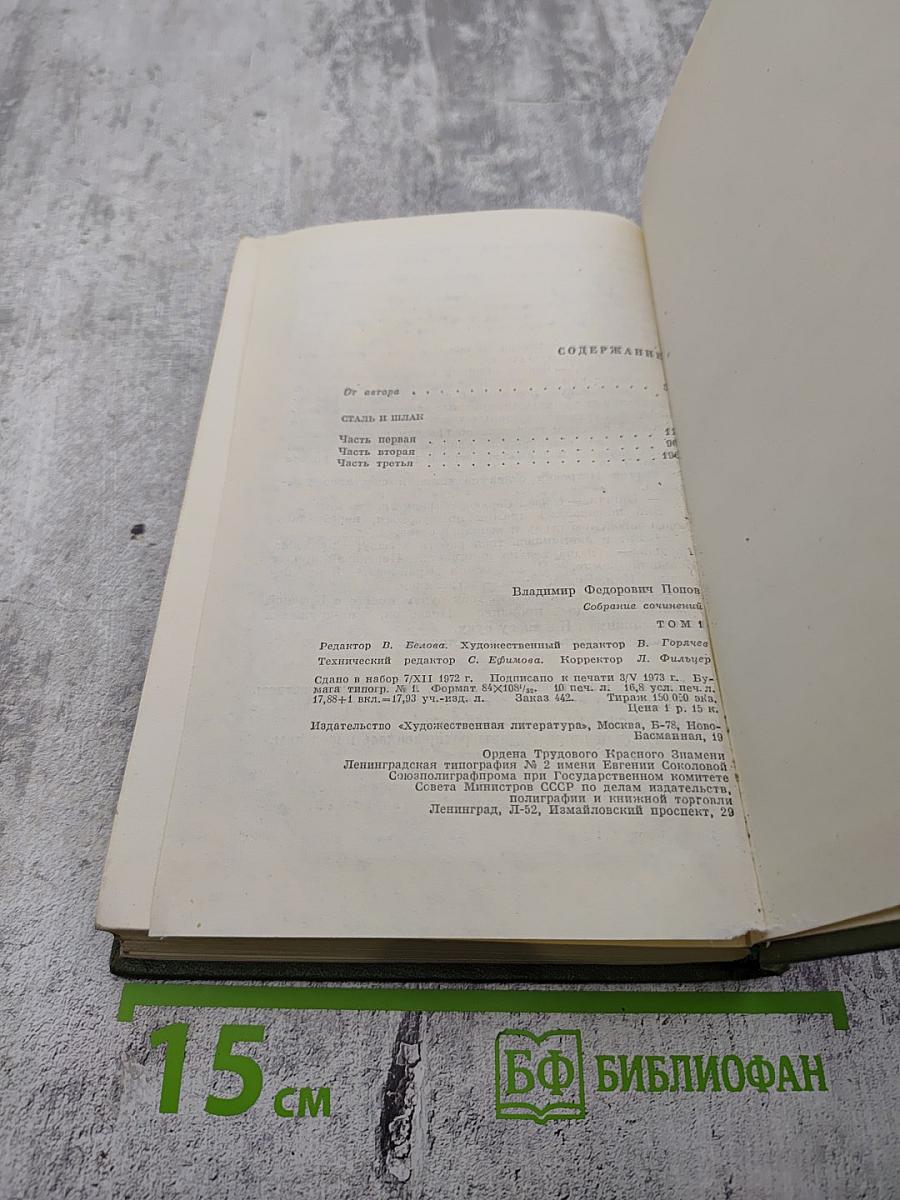 СОДЕРЖАНИЕ
От автора . . . . . . . . . . . . . . . . . . 3
СТАЛЬ И ШЛАК
Часть первая . . . . . . . . . . . . . . . . . 11
Часть вторая . . . . . . . . . . . . . . . . . 96
Часть третья . . . . . . . . . . . . . . . . . 196
Владимир Федорович Попов
Собрание сочинений
ТОМ 1
Редактор В. Белова. Художественный редактор В. Горячев
Технический редактор С. Ефимова. Корректор Л. Фильцер
Сдано в набор 7/XII 1972 г. Подписано к печати 3/V 1973 г. Бу-
мага типогр. № 1. Формат 84×108¹/₃₂. 10 печ. л. 16,8 усл. печ. л.
17,88+1 вкл.=17,93 уч.-изд. л. Заказ 442. Тираж 150 000 экз.
Цена 1 р. 15 к.
Издательство «Художественная литература», Москва, Б-78, Ново-
Басманная, 19
Ордена Трудового Красного Знамени
Ленинградская типография № 2 имени Евгении Соколовой
Союзполиграфпрома при Государственном комитете
Совета Министров СССР по делам издательств,
полиграфии и книжной торговли
Ленинград, Л-52, Измайловский проспект, 29
15 см
БФ БИБЛИОФАН